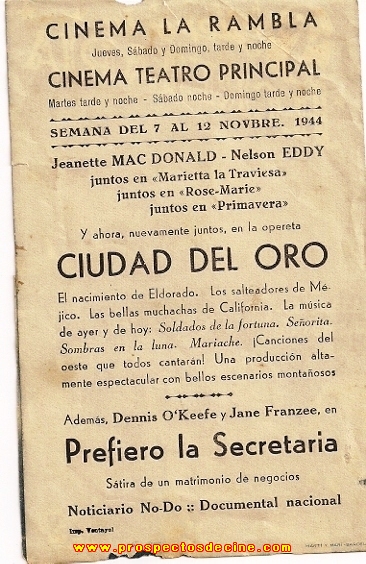 CINEMA LA RAMBLA
Jueves, Sábado y Domingo, tarde y noche
CINEMA TEATRO PRINCIPAL
Martes tarde y noche - Sábado noche - Domingo tarde y noche
SEMANA DEL 7 AL 12 NOVBRE. 1944
Jeanette MAC DONALD - Nelson EDDY
juntos en «Marietta la Traviesa»
juntos en «Rose-Marie»
juntos en «Primavera»
Y ahora, nuevamente juntos, en la opereta
CIUDAD DEL ORO
El nacimiento de Eldorado. Los salteadores de Mé-
jico. Las bellas muchachas de California. La música
de ayer y de hoy: Soldados de la fortuna. Señorita.
Sombras en la luna. Mariache. ¡Canciones del
oeste que todos cantarán! Una producción alta-
mente espectacular con bellos escenarios montañosos
Además, Dennis O'Keefe y Jane Franzee, en
Prefiero la Secretaria
Sátira de un matrimonio de negocios
Noticiario No-Do :: Documental nacional
Imp. Ventayol
www.prospectosdecine.com